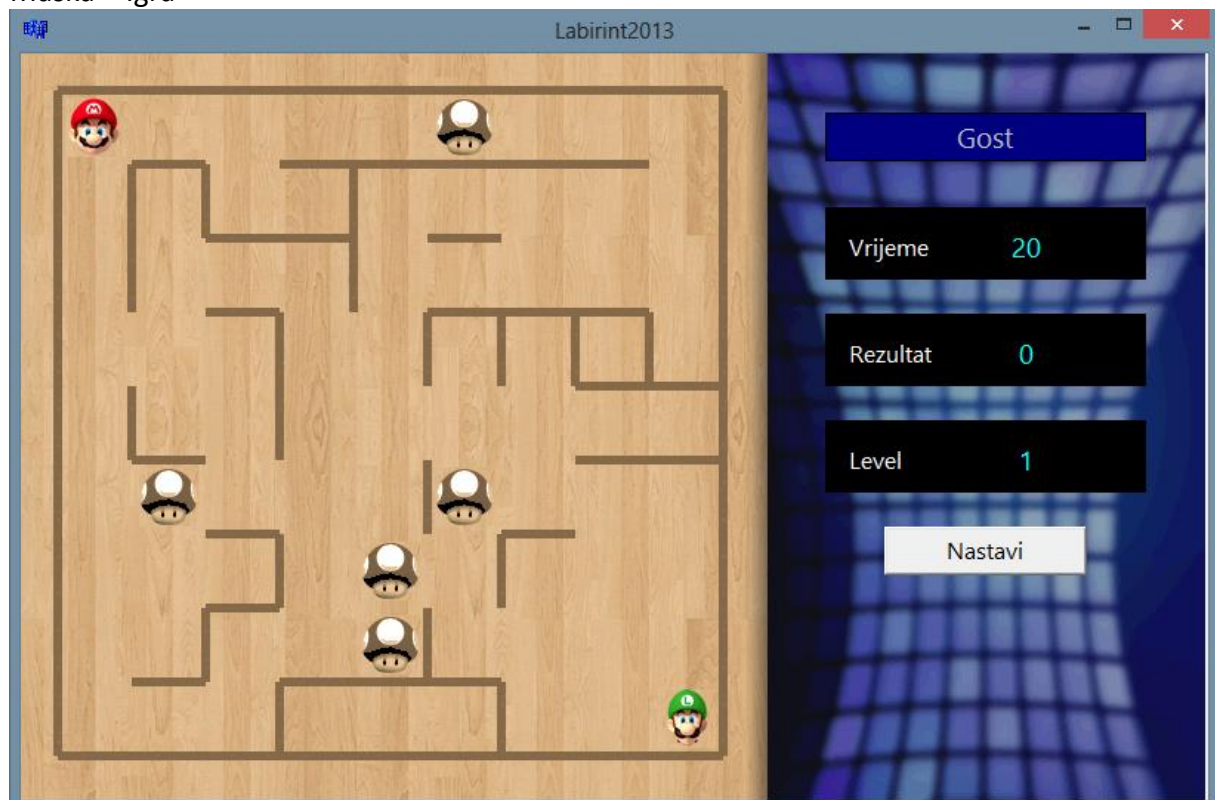 Labirint2013
Gost
Vrijeme 20
Rezultat 0
Level 1
Nastavi